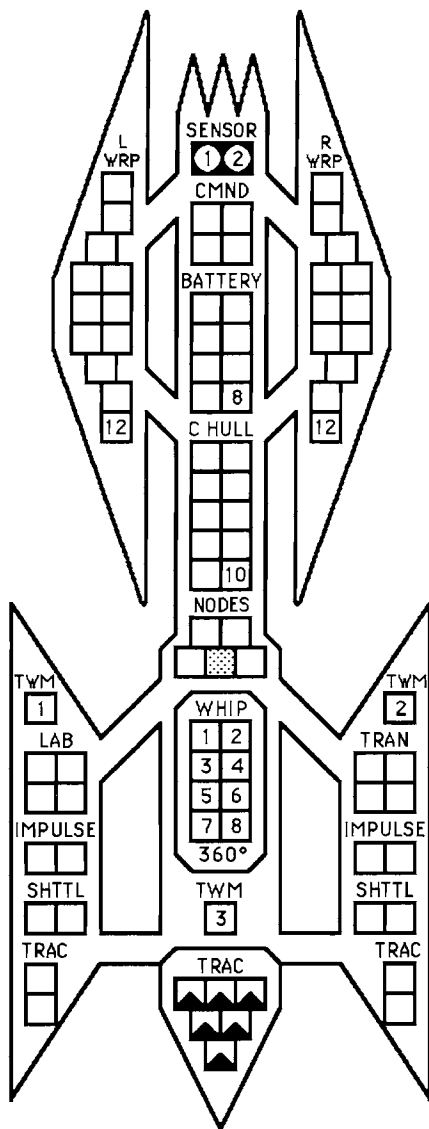 SENSOR
1 2
L
WRP
R
WRP
CMND
BATTERY
8
12
12
C HULL
10
NODES
TWM
1
TWM
2
WHIP
1 2
3 4
5 6
7 8
360°
LAB
TRAN
IMPULSE
IMPULSE
SHTTL
SHTTL
TWM
3
TRAC
TRAC
TRAC